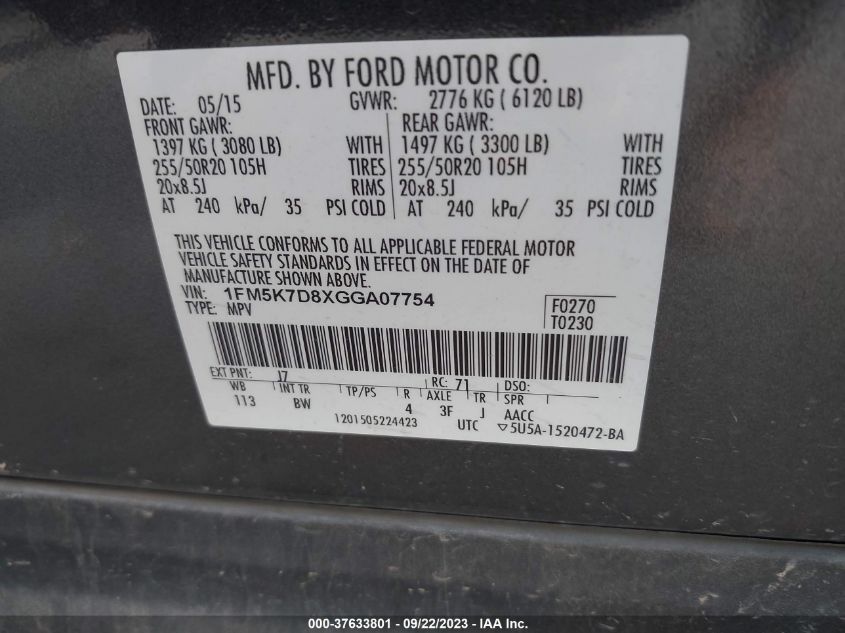 MFD. BY FORD MOTOR CO.
DATE: 05/15 GVWR: 2776 KG ( 6120 LB)
FRONT GAWR: REAR GAWR:
1397 KG ( 3080 LB) WITH 1497 KG ( 3300 LB) WITH
255/50R20 105H TIRES 255/50R20 105H TIRES
20x8.5J RIMS 20x8.5J RIMS
AT 240 kPa/ 35 PSI COLD AT 240 kPa/ 35 PSI COLD
THIS VEHICLE CONFORMS TO ALL APPLICABLE FEDERAL MOTOR
VEHICLE SAFETY STANDARDS IN EFFECT ON THE DATE OF
MANUFACTURE SHOWN ABOVE.
VIN: 1FM5K7D8XGGA07754 F0270
TYPE: MPV T0230
EXT PNT: J7 RC: 71 DSO:
WB INT TR TP/PS R AXLE TR SPR
113 BW 4 3F J AACC
1201505224423 UTC ▽5U5A-1520472-BA
000-37633801 - 09/22/2023 - IAA Inc.